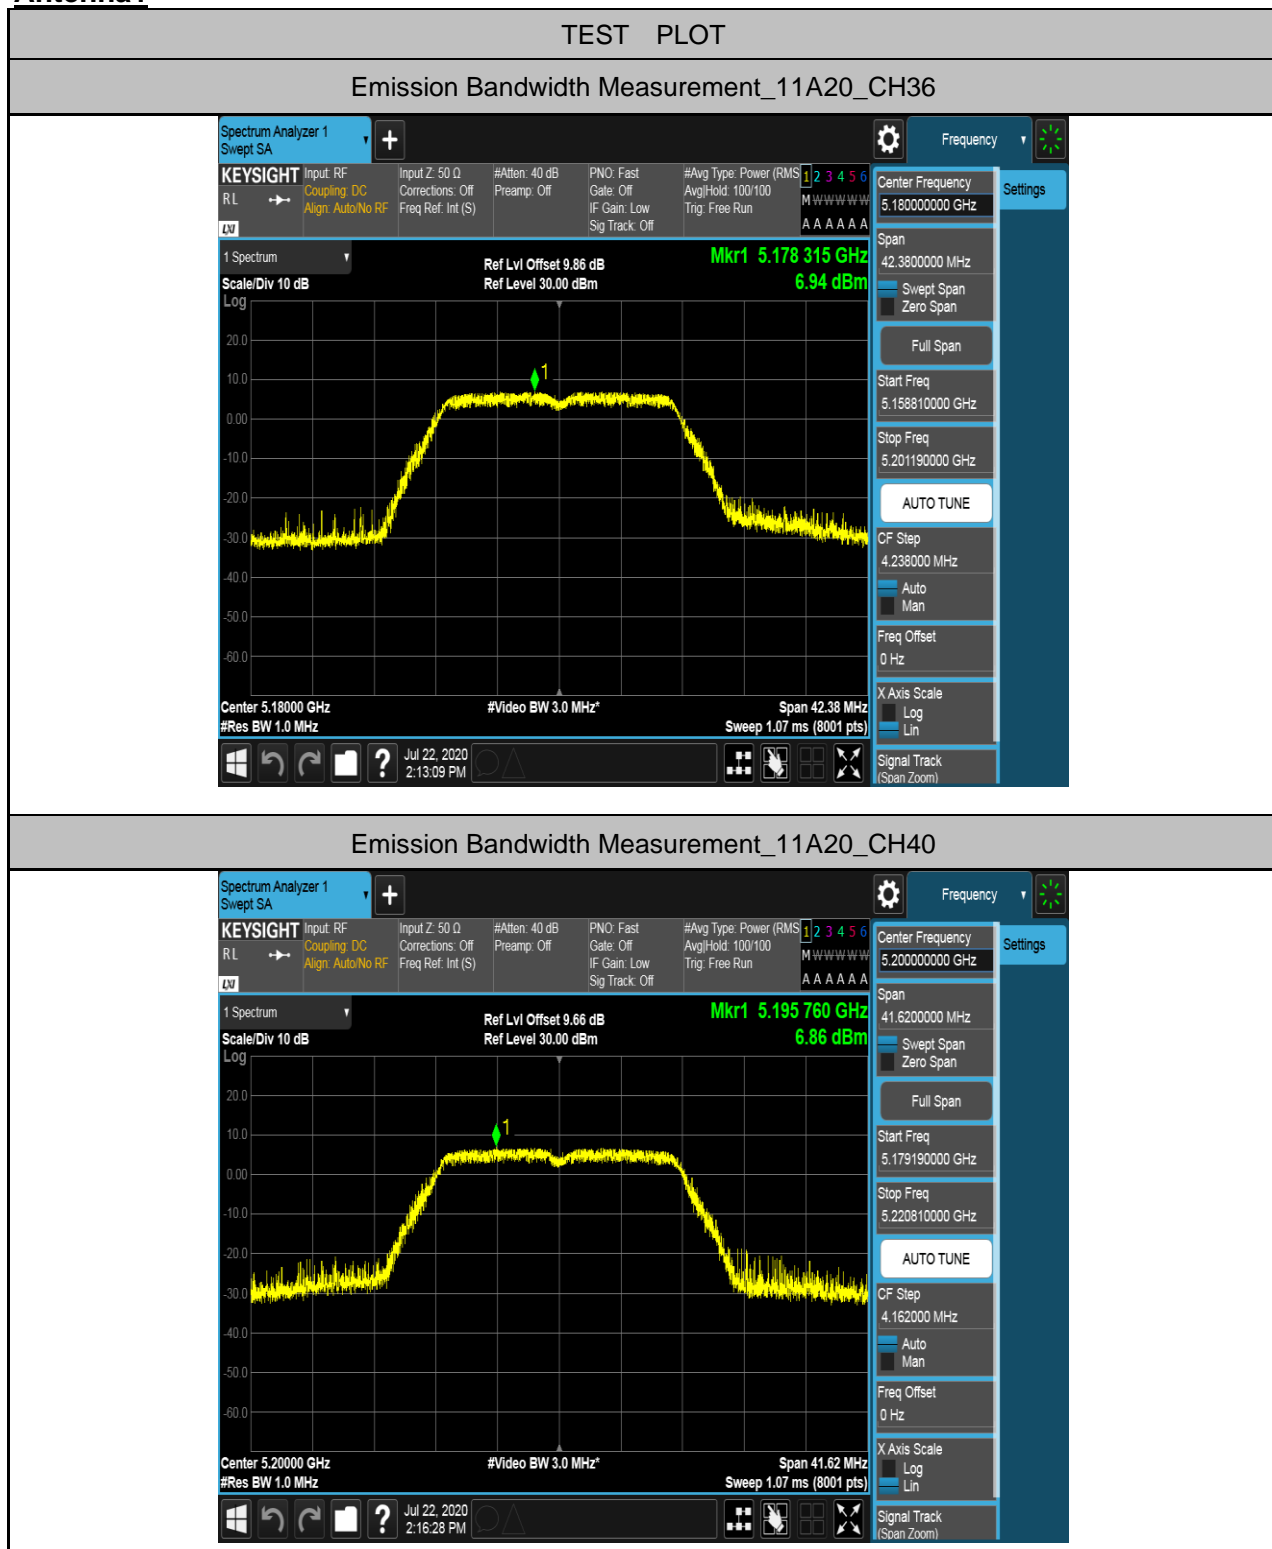 TEST PLOT
Emission Bandwidth Measurement_11A20_CH36
Spectrum Analyzer 1
Swept SA
Frequency
KEYSIGHT
RL
LXI
Input: RF
Coupling: DC
Align: Auto/No RF
Input Z: 50 Ω
Corrections: Off
Freq Ref: Int (S)
#Atten: 40 dB
Preamp: Off
PNO: Fast
Gate: Off
IF Gain: Low
Sig Track: Off
#Avg Type: Power (RMS
Avg|Hold: 100/100
Trig: Free Run
1 2 3 4 5 6
M W W W W W
A A A A A A
1 Spectrum
Scale/Div 10 dB
Ref Lvl Offset 9.86 dB
Ref Level 30.00 dBm
Mkr1 5.178 315 GHz
6.94 dBm
Log
20.0
10.0
0.00
-10.0
-20.0
-30.0
-40.0
-50.0
-60.0
1
Center 5.18000 GHz
#Video BW 3.0 MHz*
Span 42.38 MHz
#Res BW 1.0 MHz
Sweep 1.07 ms (8001 pts)
Jul 22, 2020
2:13:09 PM
Center Frequency
5.180000000 GHz
Settings
Span
42.3800000 MHz
Swept Span
Zero Span
Full Span
Start Freq
5.158810000 GHz
Stop Freq
5.201190000 GHz
AUTO TUNE
CF Step
4.238000 MHz
Auto
Man
Freq Offset
0 Hz
X Axis Scale
Log
Lin
Signal Track
(Span Zoom)
Emission Bandwidth Measurement_11A20_CH40
Spectrum Analyzer 1
Swept SA
Frequency
KEYSIGHT
RL
LXI
Input: RF
Coupling: DC
Align: Auto/No RF
Input Z: 50 Ω
Corrections: Off
Freq Ref: Int (S)
#Atten: 40 dB
Preamp: Off
PNO: Fast
Gate: Off
IF Gain: Low
Sig Track: Off
#Avg Type: Power (RMS
Avg|Hold: 100/100
Trig: Free Run
1 2 3 4 5 6
M W W W W W
A A A A A A
1 Spectrum
Scale/Div 10 dB
Ref Lvl Offset 9.66 dB
Ref Level 30.00 dBm
Mkr1 5.195 760 GHz
6.86 dBm
Log
20.0
10.0
0.00
-10.0
-20.0
-30.0
-40.0
-50.0
-60.0
1
Center 5.20000 GHz
#Video BW 3.0 MHz*
Span 41.62 MHz
#Res BW 1.0 MHz
Sweep 1.07 ms (8001 pts)
Jul 22, 2020
2:16:28 PM
Center Frequency
5.200000000 GHz
Settings
Span
41.6200000 MHz
Swept Span
Zero Span
Full Span
Start Freq
5.179190000 GHz
Stop Freq
5.220810000 GHz
AUTO TUNE
CF Step
4.162000 MHz
Auto
Man
Freq Offset
0 Hz
X Axis Scale
Log
Lin
Signal Track
(Span Zoom)